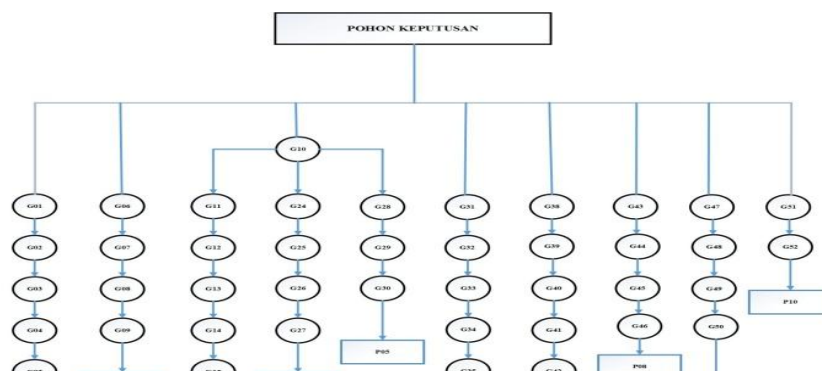 POHON KEPUTUSAN
G10
G01 G06 G11 G24 G28 G31 G38 G43 G47 G51
G02 G07 G12 G25 G29 G32 G39 G44 G48 G52
G03 G08 G13 G26 G30 G33 G40 G45 G49 P10
G04 G09 G14 G27 G34 G41 G46 G50
P05
P08